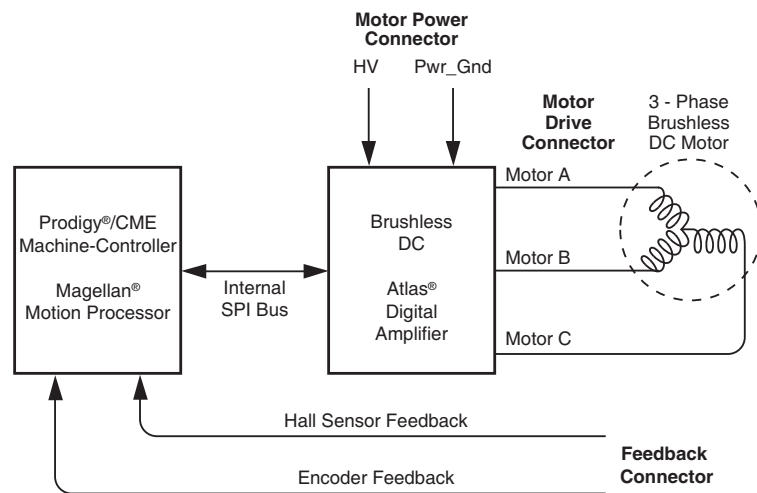 Motor Power
Connector
HV
Pwr_Gnd
Motor
Drive
Connector
3 - Phase
Brushless
DC Motor
Motor A
Prodigy®/CME
Machine-Controller
Magellan®
Motion Processor
Internal
SPI Bus
Brushless
DC
Atlas®
Digital
Amplifier
Motor B
Motor C
Hall Sensor Feedback
Encoder Feedback
Feedback
Connector